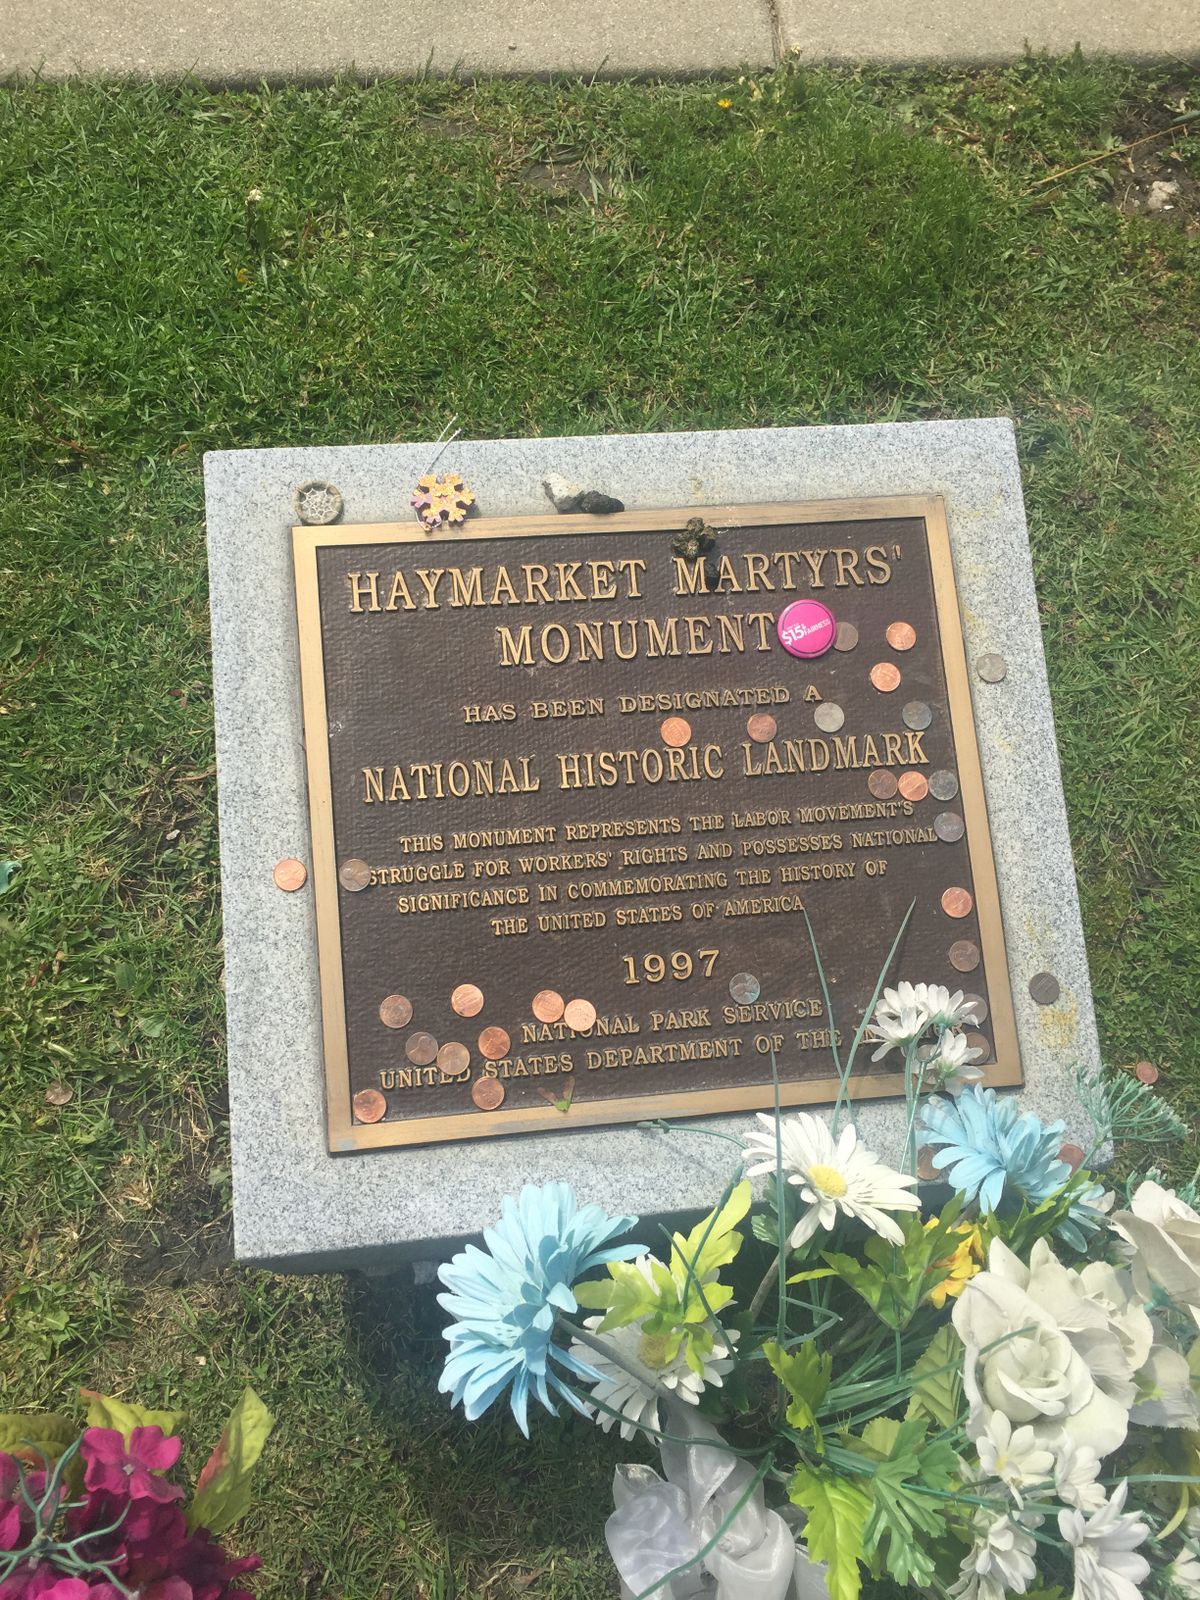 HAYMARKET MARTYRS'
MONUMENT
$15 & FAIRNESS
HAS BEEN DESIGNATED A
NATIONAL HISTORIC LANDMARK
THIS MONUMENT REPRESENTS THE LABOR MOVEMENT'S
STRUGGLE FOR WORKERS' RIGHTS AND POSSESSES NATIONAL
SIGNIFICANCE IN COMMEMORATING THE HISTORY OF
THE UNITED STATES OF AMERICA
1997
NATIONAL PARK SERVICE
UNITED STATES DEPARTMENT OF THE